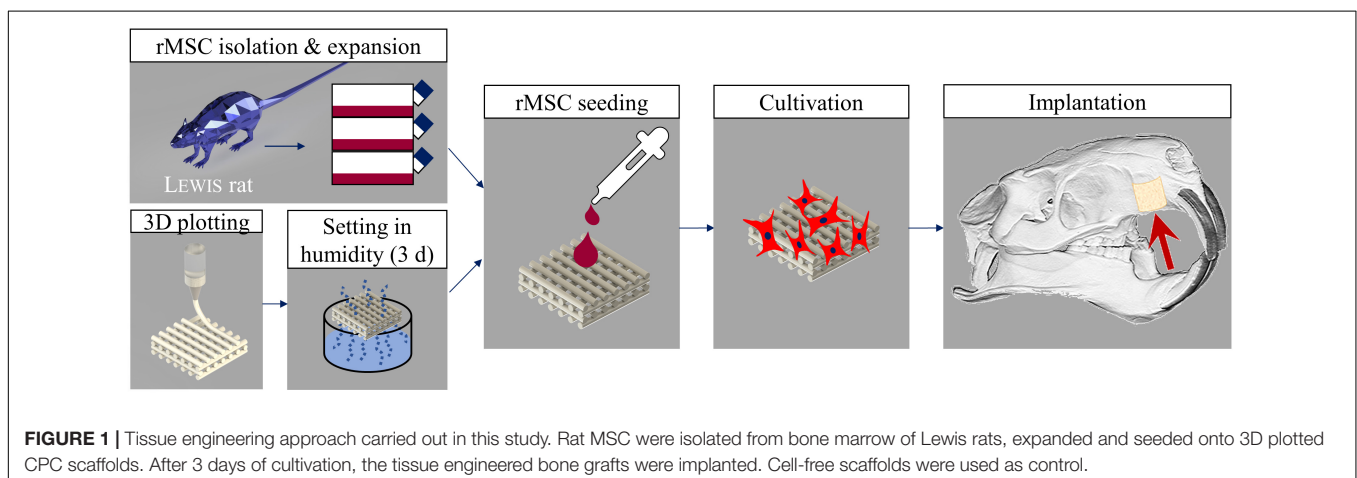 rMSC isolation & expansion
LEWIS rat
3D plotting
Setting in
humidity (3 d)
rMSC seeding
Cultivation
Implantation
FIGURE 1 | Tissue engineering approach carried out in this study. Rat MSC were isolated from bone marrow of Lewis rats, expanded and seeded onto 3D plotted
CPC scaffolds. After 3 days of cultivation, the tissue engineered bone grafts were implanted. Cell-free scaffolds were used as control.